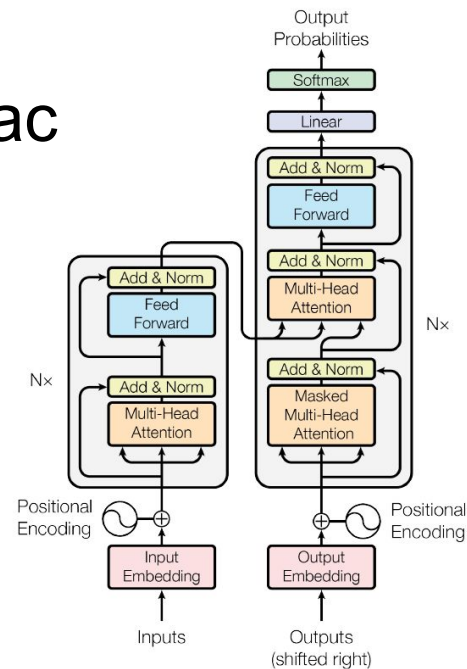 ac
Output
Probabilities
Softmax
Linear
Add & Norm
Feed
Forward
Add & Norm
Multi-Head
Attention
Nx
Add & Norm
Masked
Multi-Head
Attention
Positional
Encoding
Output
Embedding
Outputs
(shifted right)
Add & Norm
Feed
Forward
Nx
Add & Norm
Multi-Head
Attention
Positional
Encoding
Input
Embedding
Inputs